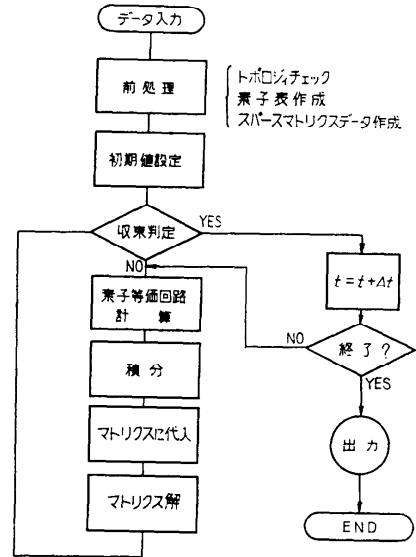 データ入力
前処理
トポロジィチェック
素子表作成
スパースマトリクスデータ作成
初期値設定
収束判定
YES
NO
素子等価回路
計算
積分
マトリクスに代入
マトリクス解
t=t+Δt
終了?
NO
YES
出力
END